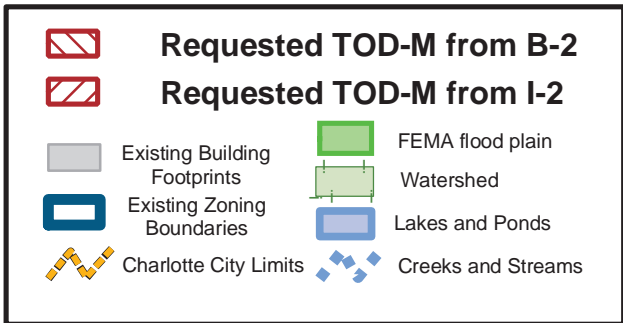 Requested TOD-M from B-2
Requested TOD-M from I-2
Existing Building
Footprints
Existing Zoning
Boundaries
Charlotte City Limits
FEMA flood plain
Watershed
Lakes and Ponds
Creeks and Streams